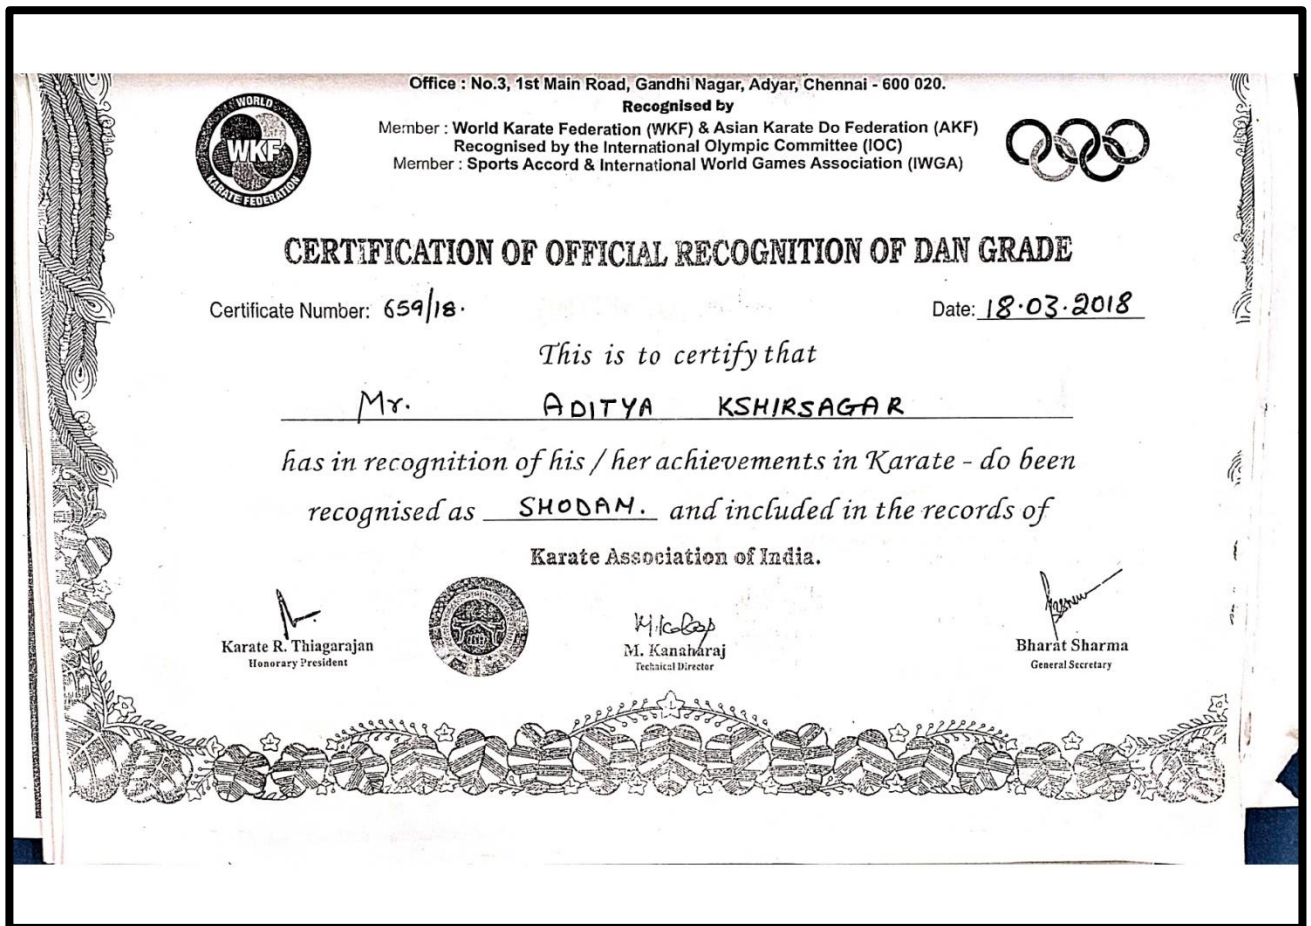 Office : No.3, 1st Main Road, Gandhi Nagar, Adyar, Chennai - 600 020.
Recognised by
Member : World Karate Federation (WKF) & Asian Karate Do Federation (AKF)
Recognised by the International Olympic Committee (IOC)
Member : Sports Accord & International World Games Association (IWGA)
WORLD
WKF
KARATE FEDERATION
CERTIFICATION OF OFFICIAL RECOGNITION OF DAN GRADE
Certificate Number: 659/18.
Date: 18.03.2018
This is to certify that
Mr. ADITYA KSHIRSAGAR
has in recognition of his / her achievements in Karate - do been
recognised as SHODAN. and included in the records of
Karate Association of India.
Karate R. Thiagarajan
Honorary President
M. Kanaharaj
Technical Director
Bharat Sharma
General Secretary